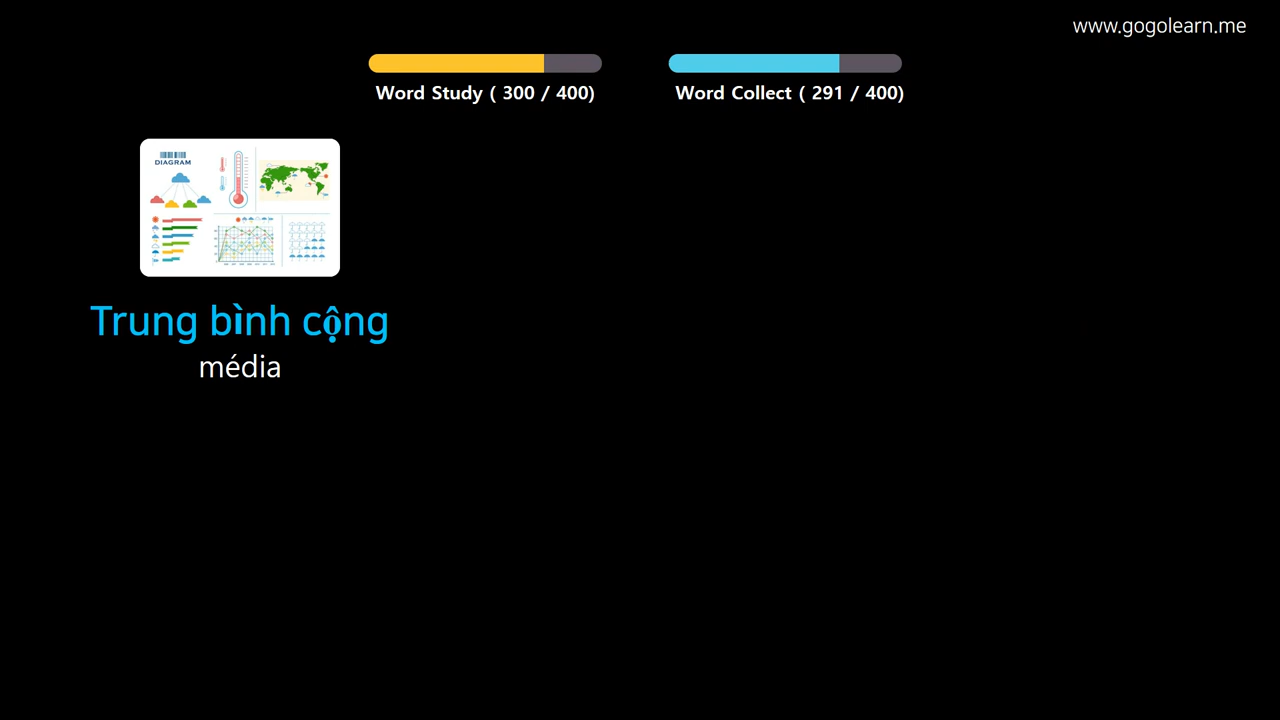 www.gogolearn.me
Word Study ( 300 / 400)
Word Collect ( 291 / 400)
DIAGRAM
Trung bình cộng
média